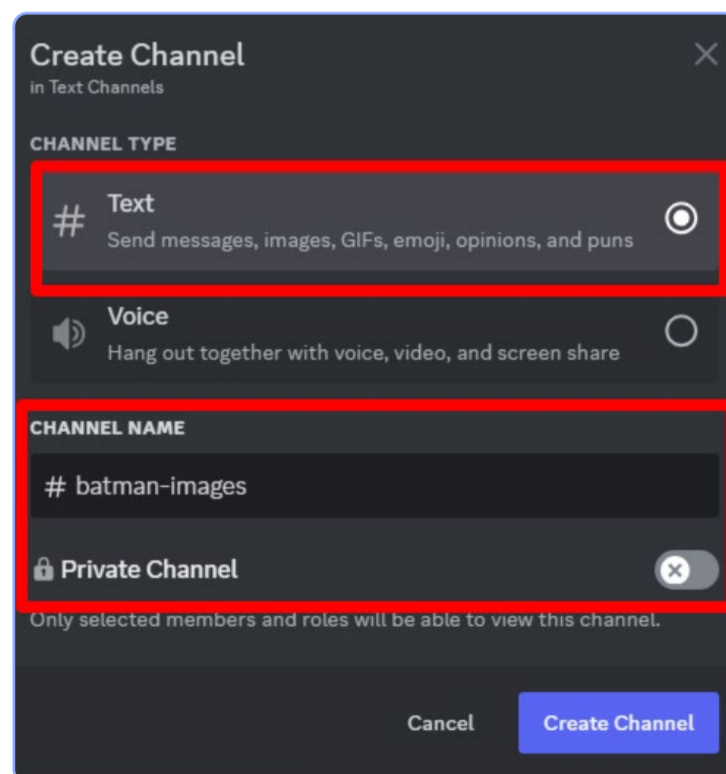 Create Channel
in Text Channels
CHANNEL TYPE
# Text
Send messages, images, GIFs, emoji, opinions, and puns
Voice
Hang out together with voice, video, and screen share
CHANNEL NAME
# batman-images
Private Channel
Only selected members and roles will be able to view this channel.
Cancel Create Channel